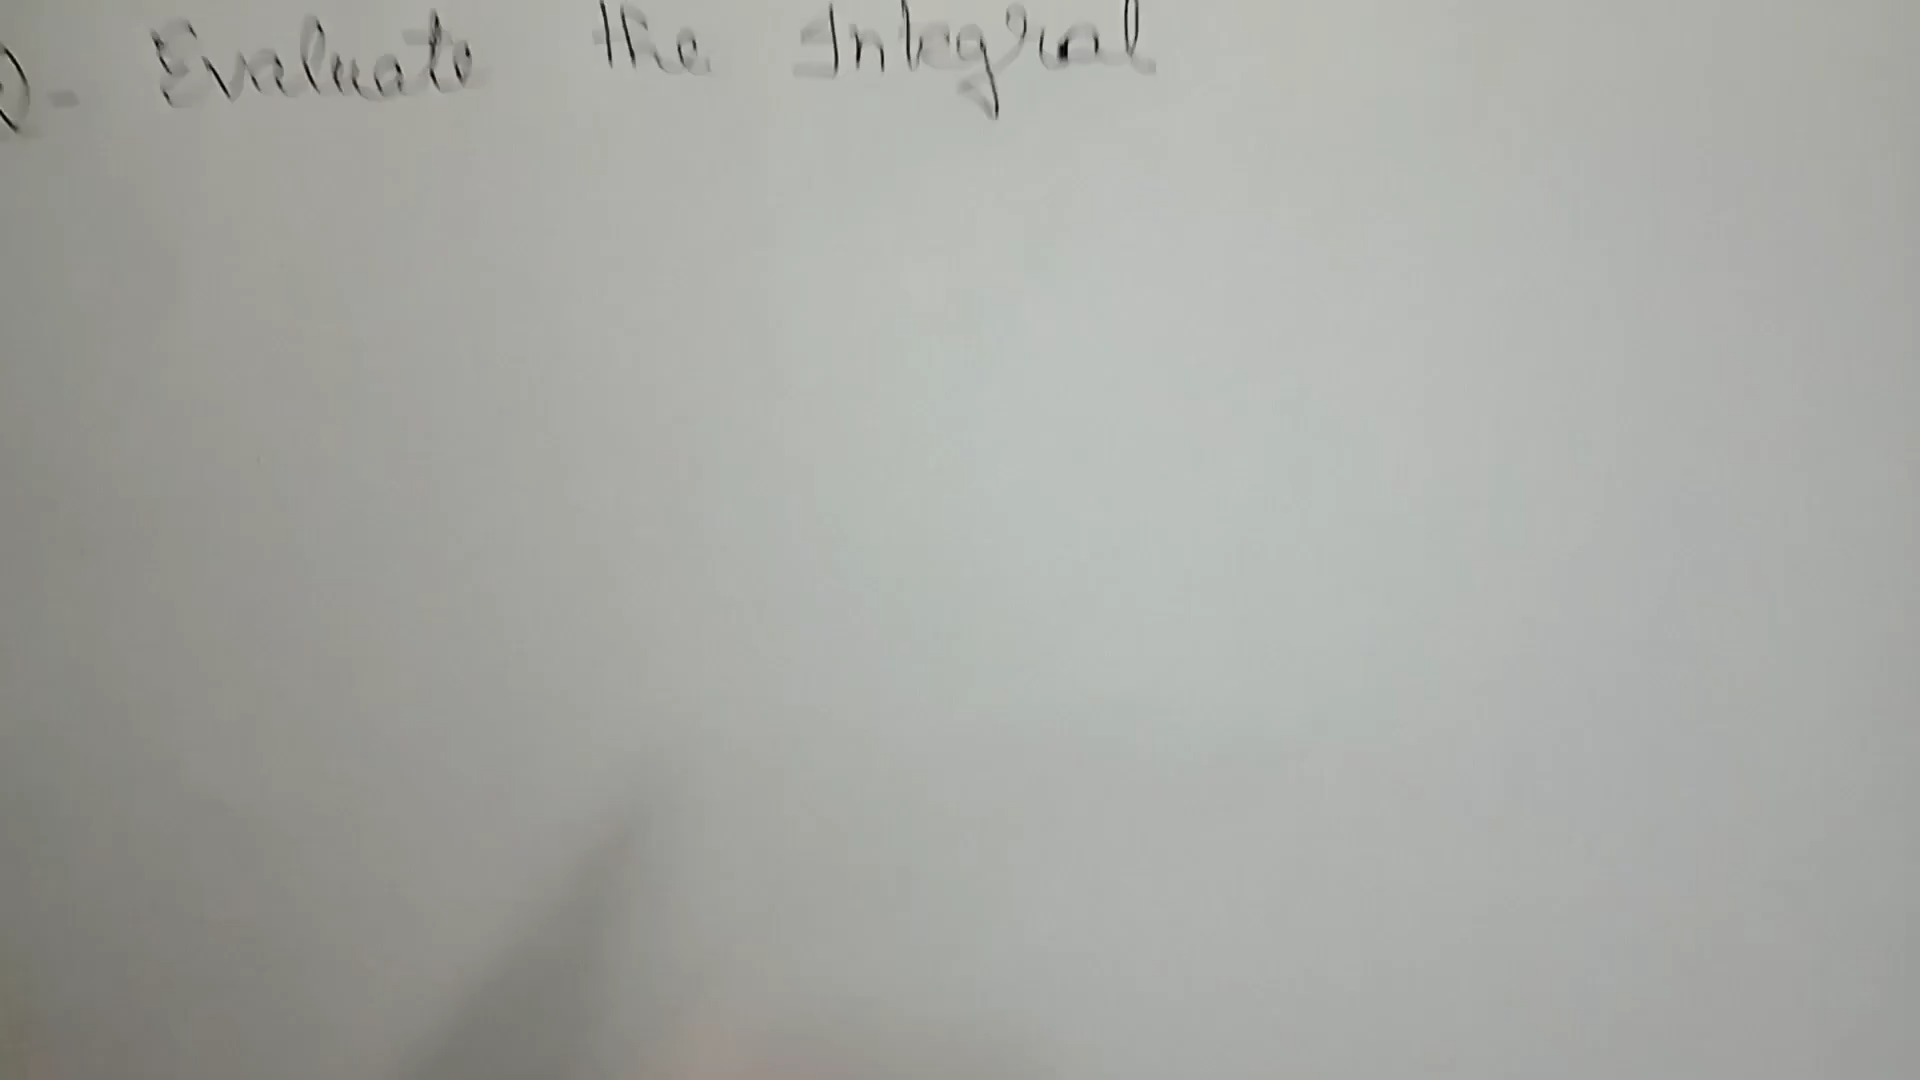 )- Evaluate the Integral